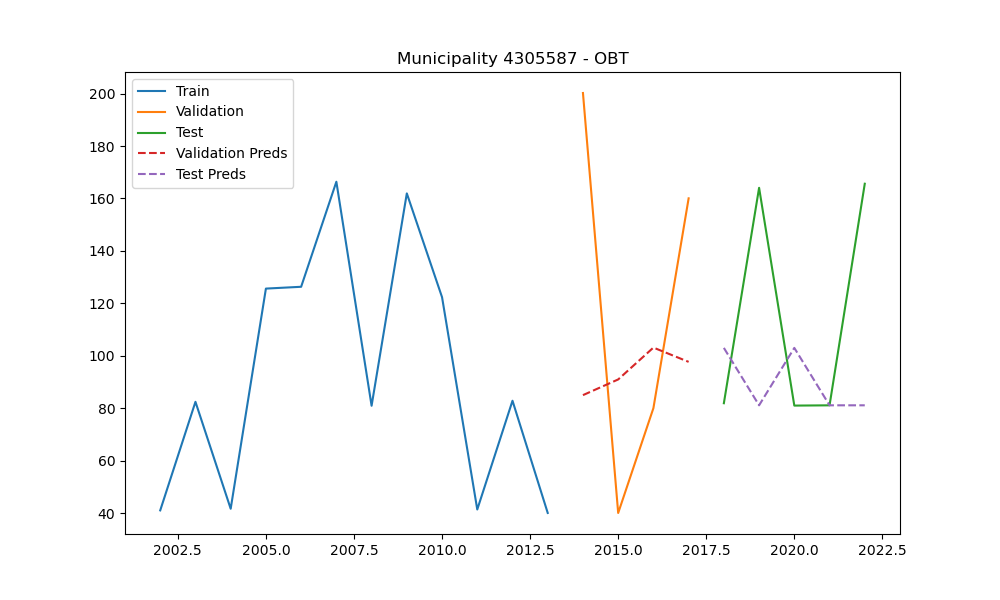 Municipality 4305587 - OBT
Train
Validation
Test
Validation Preds
Test Preds
200
180
160
140
120
100
80
60
40
2002.5 2005.0 2007.5 2010.0 2012.5 2015.0 2017.5 2020.0 2022.5